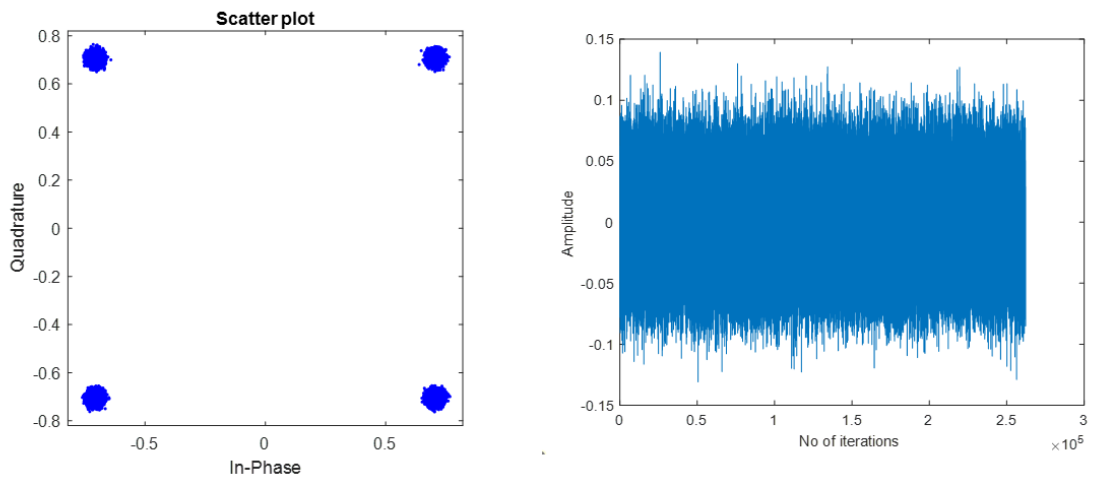 Scatter plot
0.8
0.6
0.4
0.2
0
-0.2
-0.4
-0.6
-0.8
Quadrature
-0.5 0 0.5
In-Phase
0.15
0.1
0.05
0
-0.05
-0.1
-0.15
Amplitude
0 0.5 1 1.5 2 2.5 3
No of iterations
×10⁵